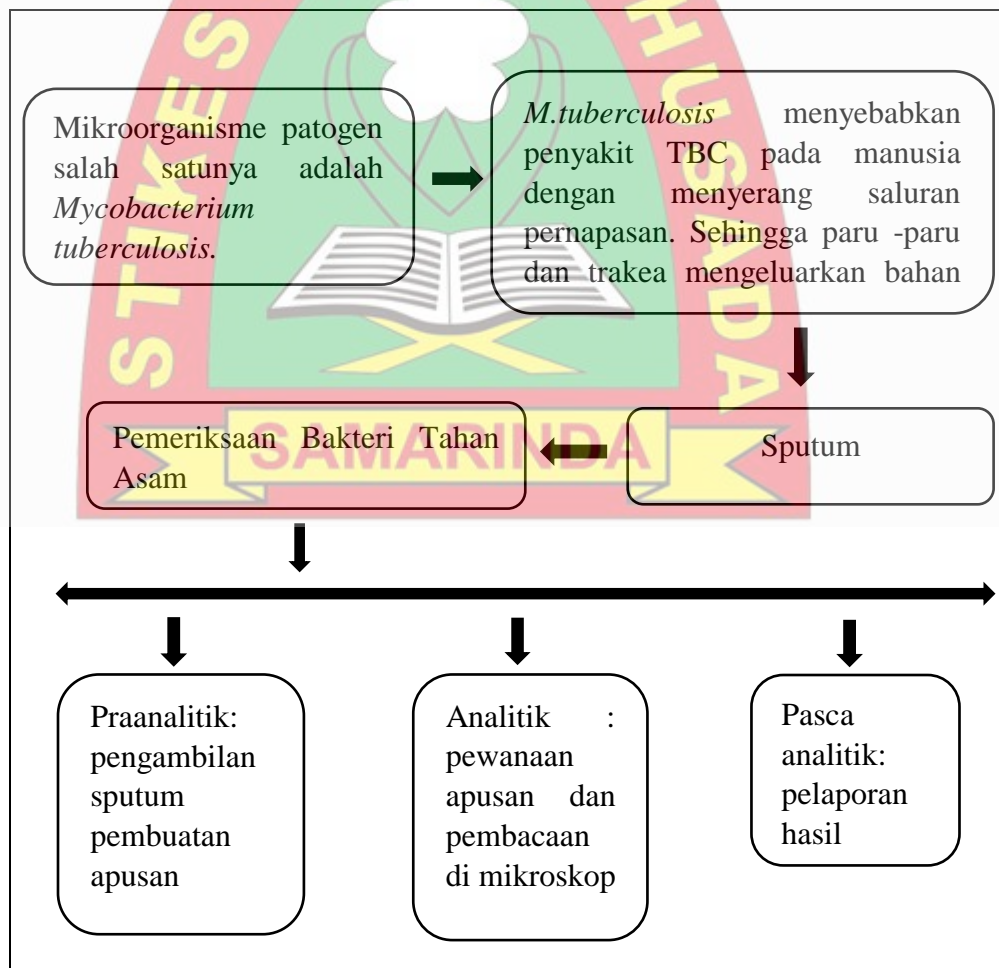 STIKES
HUSADA
SAMARINDA
Mikroorganisme patogen
salah satunya adalah
Mycobacterium
tuberculosis.
M.tuberculosis menyebabkan
penyakit TBC pada manusia
dengan menyerang saluran
pernapasan. Sehingga paru -paru
dan trakea mengeluarkan bahan
Sputum
Pemeriksaan Bakteri Tahan
Asam
Praanalitik:
pengambilan
sputum
pembuatan
apusan
Analitik :
pewanaan
apusan dan
pembacaan
di mikroskop
Pasca
analitik:
pelaporan
hasil